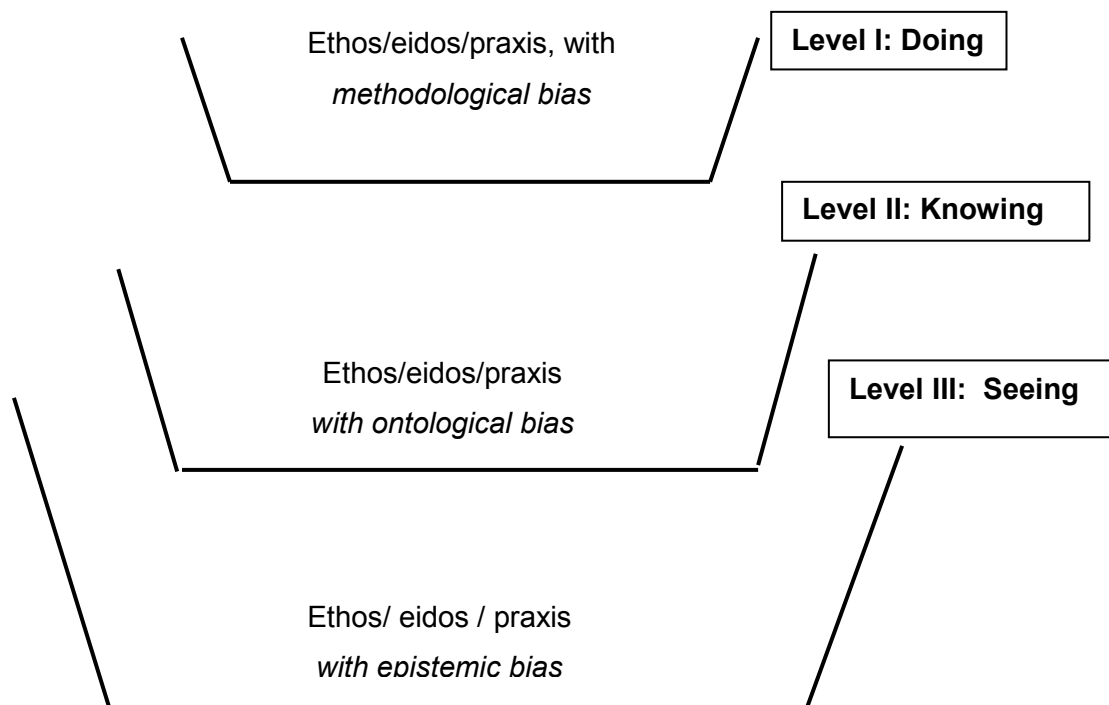 Ethos/eidos/praxis, with
methodological bias
Level I: Doing
Level II: Knowing
Ethos/eidos/praxis
with ontological bias
Level III: Seeing
Ethos/ eidos / praxis
with epistemic bias